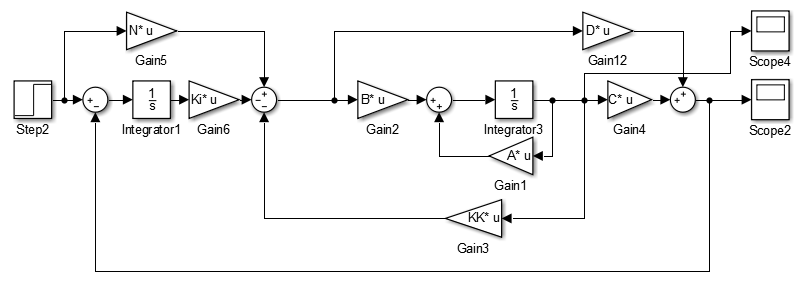 N* u
Gain5
D* u
Gain12
Scope4
Step2
1
s
Integrator1
Ki* u
Gain6
B* u
Gain2
1
s
Integrator3
C* u
Gain4
Scope2
A* u
Gain1
KK* u
Gain3